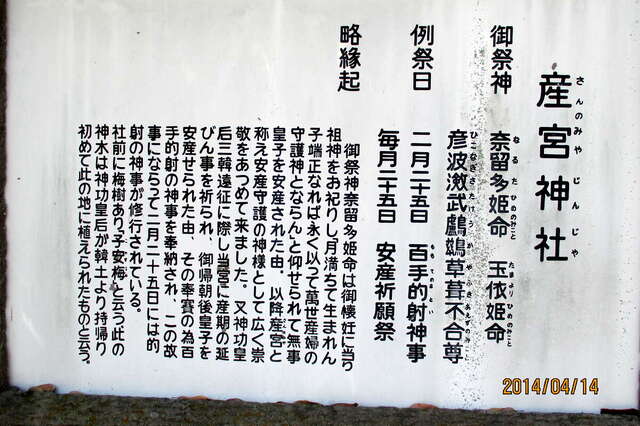 産宮神社
さんのみやじんじゃ
御祭神 奈留多姫命 玉依姫命
なるたひめのみこと たまよりひめのみこと
彦波瀲武鸕鷀草葺不合尊
ひこなぎさたけうがやふきあえずのみこと
例祭日 二月二十五日 百手的射神事
ももてのまとい
毎月二十五日 安産祈願祭
略縁起
御祭神奈留多姫命は御懐妊に当り
祖神をお祀りし月満ちて生まれん
子端正なれば永く以って萬世産婦の
守護神とならんと仰せられて無事
皇子を安産された由。以降産宮と
称え安産守護の神様として広く崇
敬をあつめて来ました。又神功皇
后三韓遠征に際し当宮に産期の延
びん事を祈られ、御帰朝後皇子を
安産せられた由、その奉賽の為百
手的射の神事を奉納され、この故
事にならって二月二十五日には的
射の神事が修行されている。
社前に梅樹あり、子安梅と云う此の
神木は神功皇后が韓土より持帰り
初めて此の地に植えられたものと云う。
2014/04/14